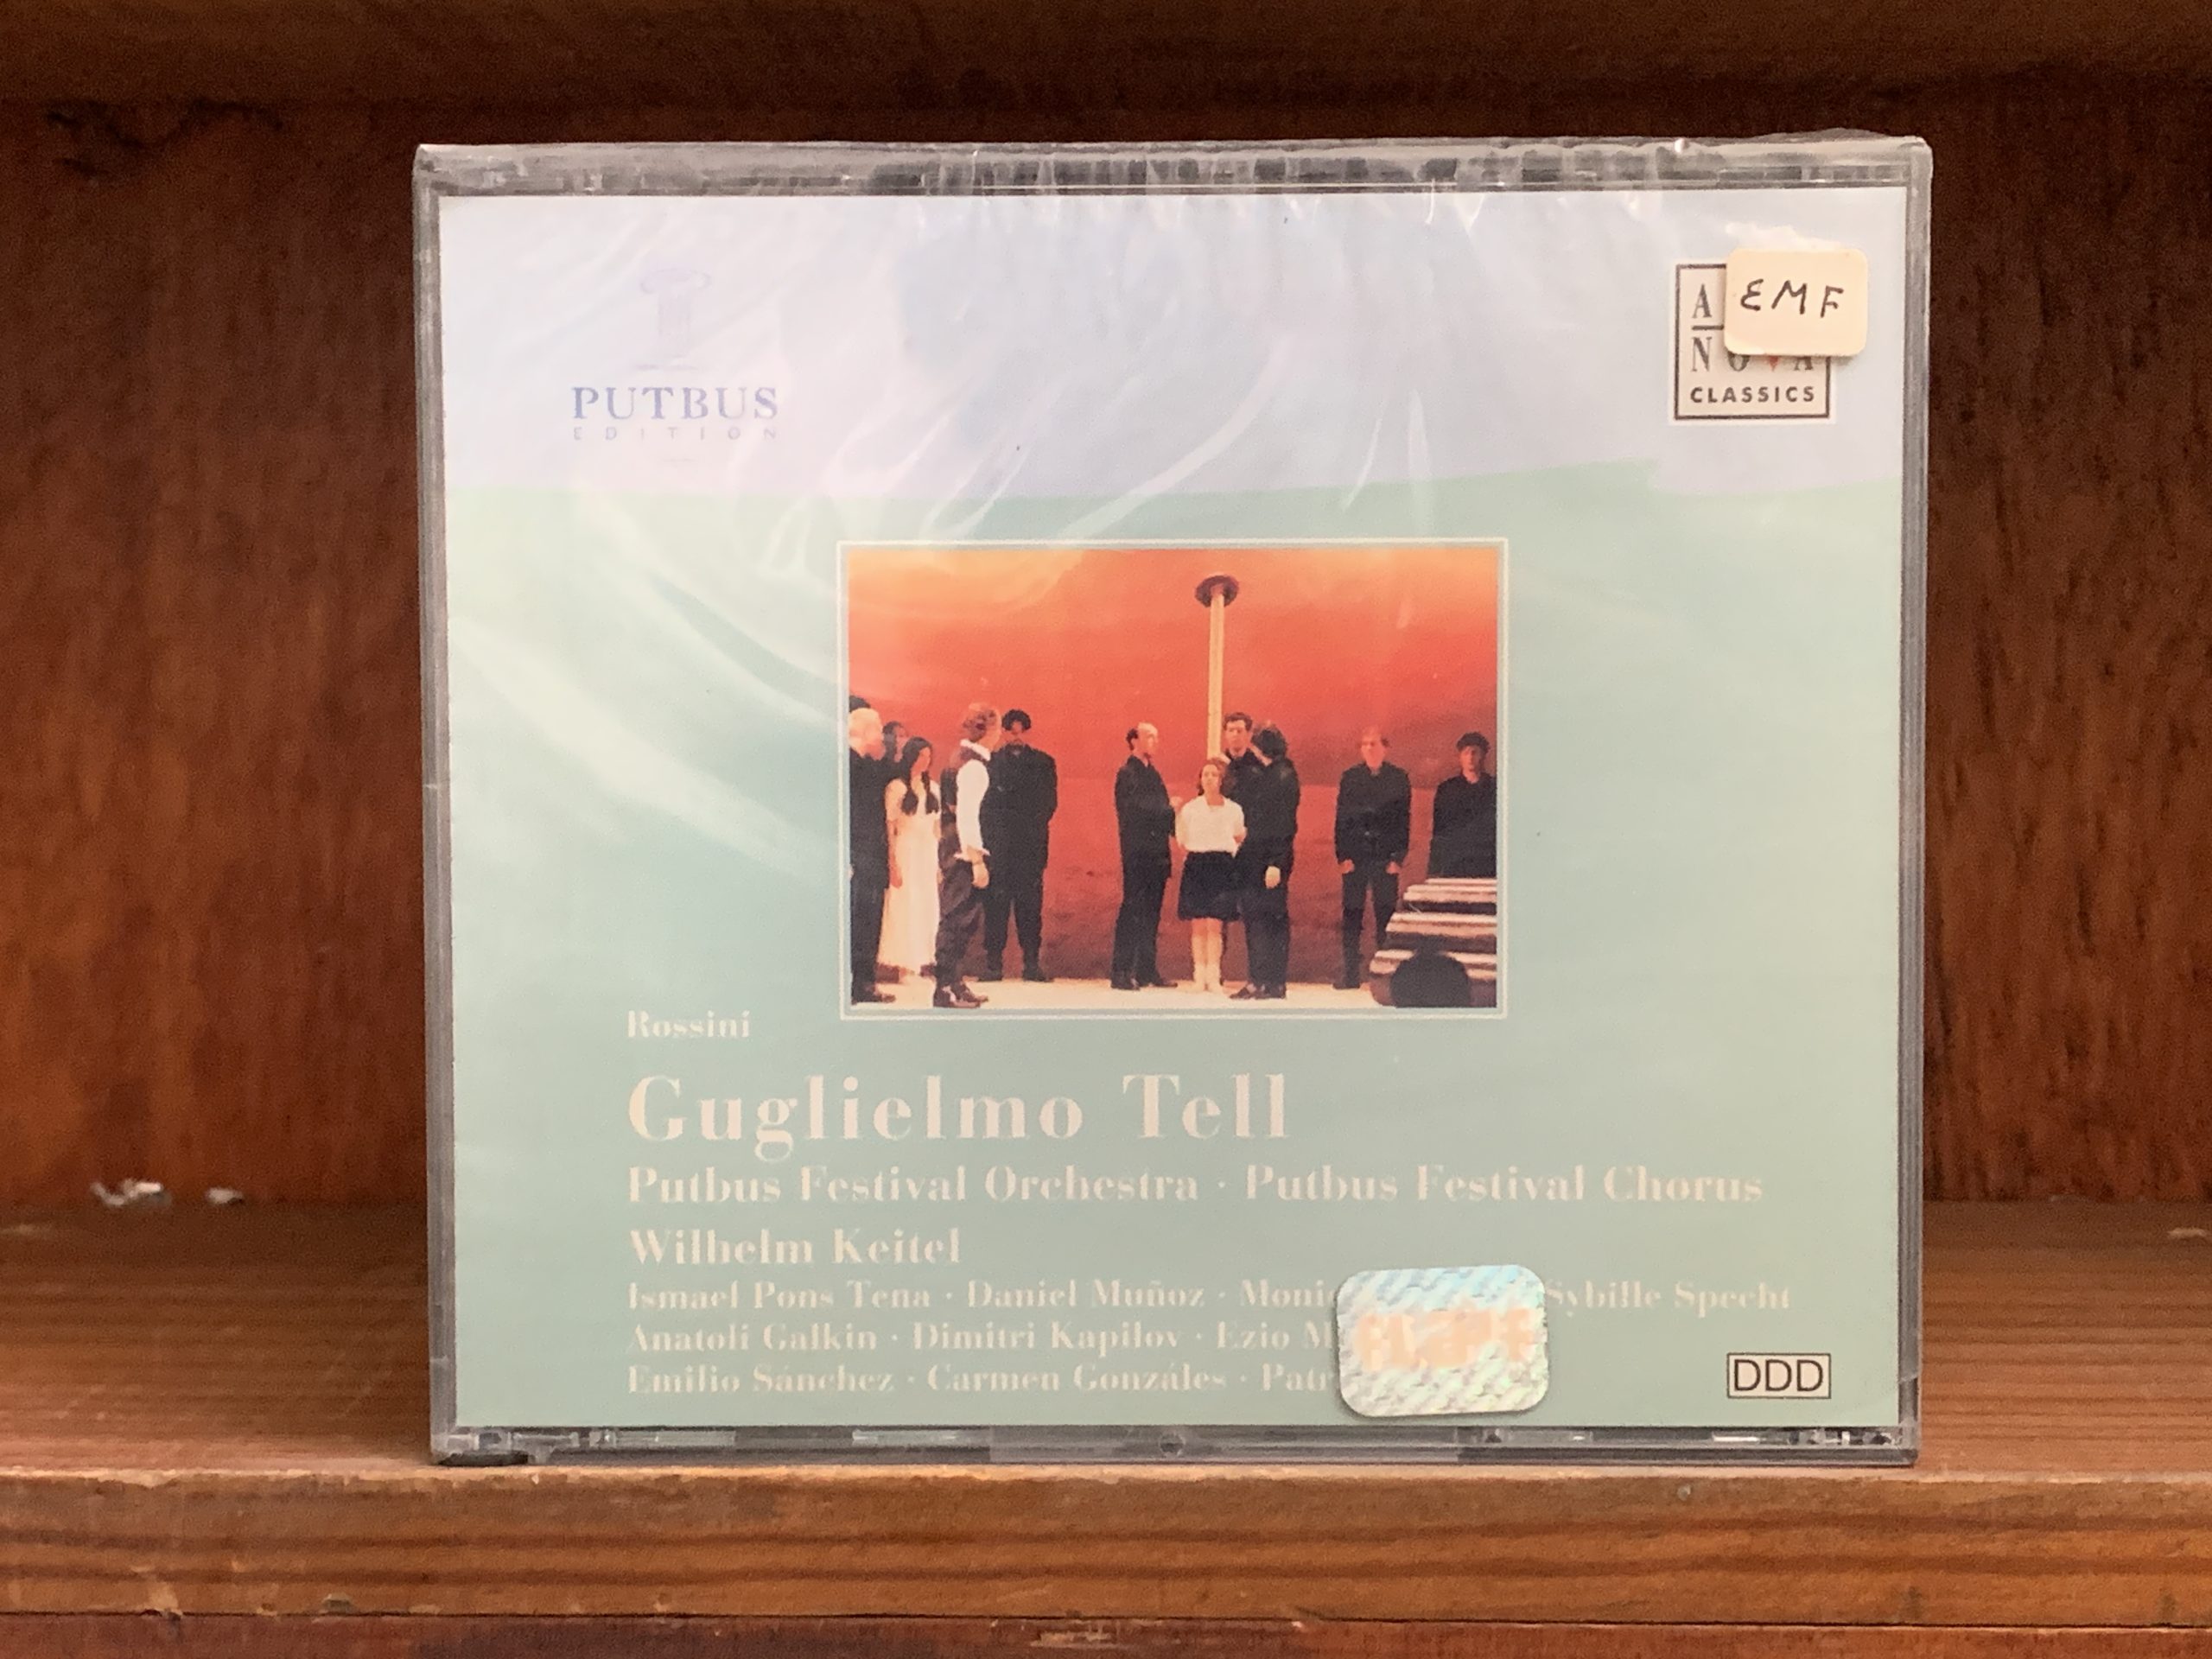 PUTBUS
EDITION
A
EMF
NOVA
CLASSICS
Rossini
Guglielmo Tell
Putbus Festival Orchestra · Putbus Festival Chorus
Wilhelm Keitel
Ismael Pons Tena · Daniel Muñoz · Sybille Specht
Anatoli Galkin · Dimitri Kapilov · Ezio
Emilio Sánchez · Carmen Gonzáles ·
DDD